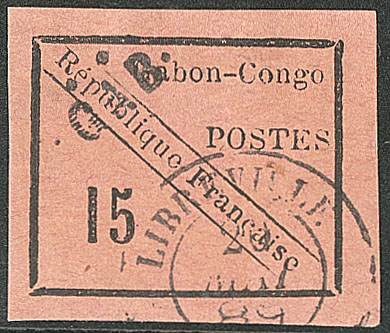 Gabon-Congo
République Française
POSTES
15
LIBREVILLE